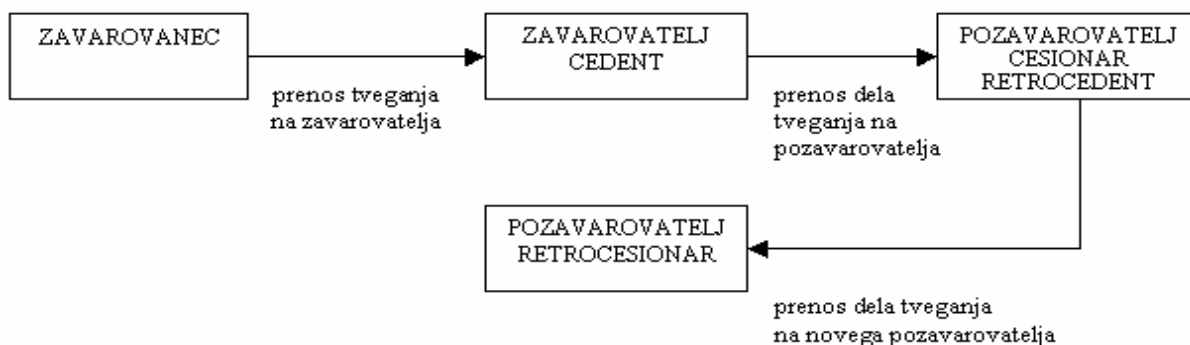 ZAVAROVANEC
prenos tveganja
na zavarovatelja
ZAVAROVATELJ
CEDENT
prenos dela
tveganja na
pozavarovatelja
POZAVAROVATELJ
CESIONAR
RETROCEDENT
POZAVAROVATELJ
RETROCESIONAR
prenos dela tveganja
na novega pozavarovatelja